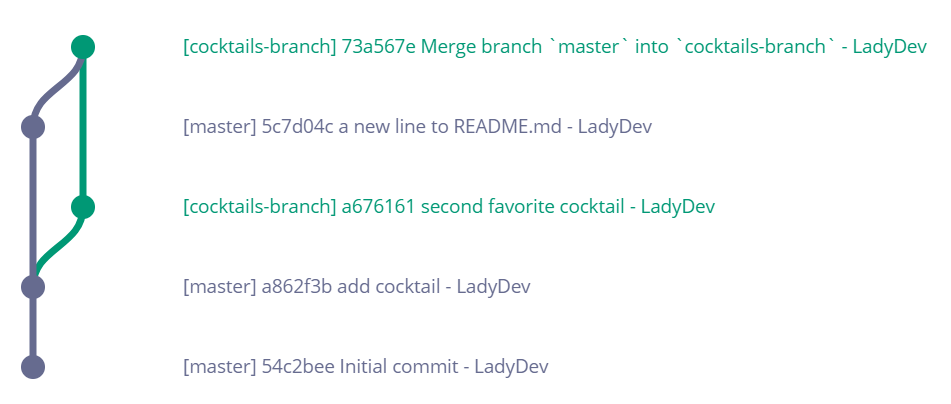 [cocktails-branch] 73a567e Merge branch `master` into `cocktails-branch` - LadyDev
[master] 5c7d04c a new line to README.md - LadyDev
[cocktails-branch] a676161 second favorite cocktail - LadyDev
[master] a862f3b add cocktail - LadyDev
[master] 54c2bee Initial commit - LadyDev